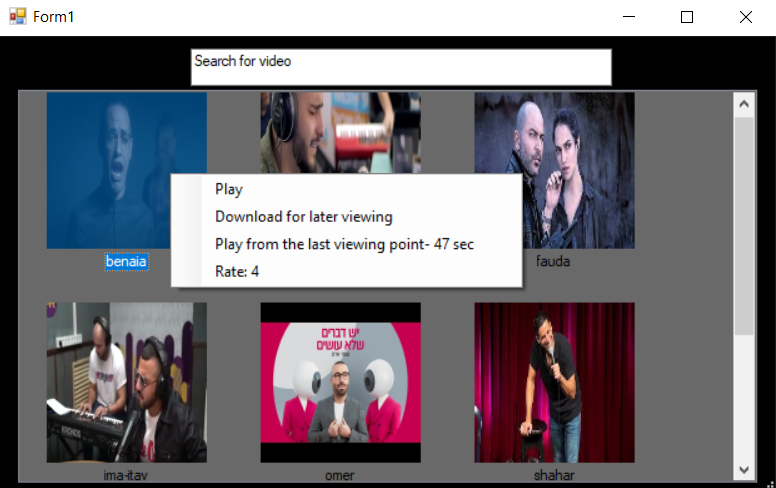 Form1
Search for video
Play
Download for later viewing
Play from the last viewing point- 47 sec
Rate: 4
benaia
fauda
יש דברים
שלא עושים
ima-itav
omer
shahar